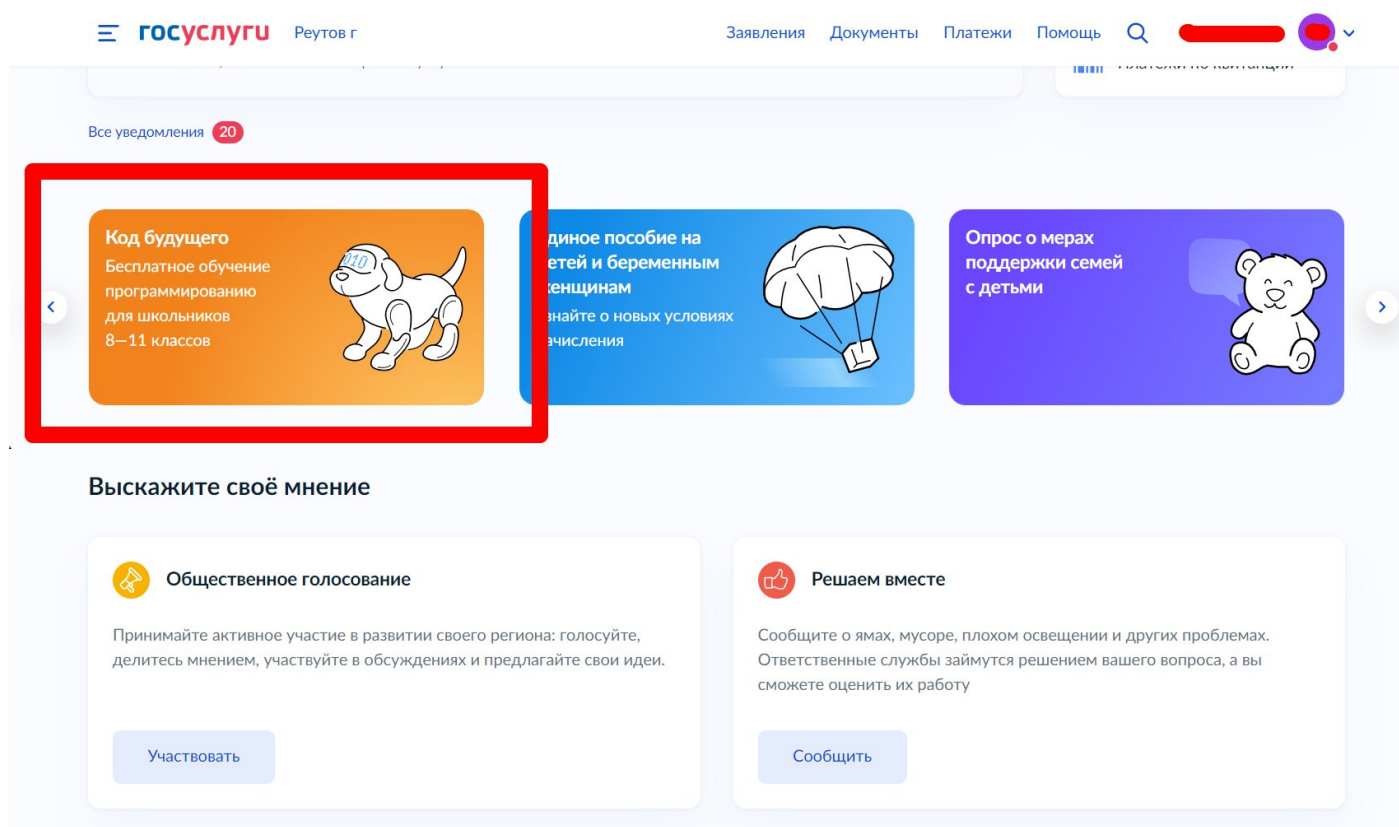 госуслуги Реутов г Заявления Документы Платежи Помощь
Все уведомления 20
Код будущего
Бесплатное обучение
программированию
для школьников
8—11 классов
010
диное пособие на
етей и беременным
енщинам
знайте о новых условиях
ачисления
Опрос о мерах
поддержки семей
с детьми
Выскажите своё мнение
Общественное голосование
Принимайте активное участие в развитии своего региона: голосуйте,
делитесь мнением, участвуйте в обсуждениях и предлагайте свои идеи.
Участвовать
Решаем вместе
Сообщите о ямах, мусоре, плохом освещении и других проблемах.
Ответственные службы займутся решением вашего вопроса, а вы
сможете оценить их работу
Сообщить